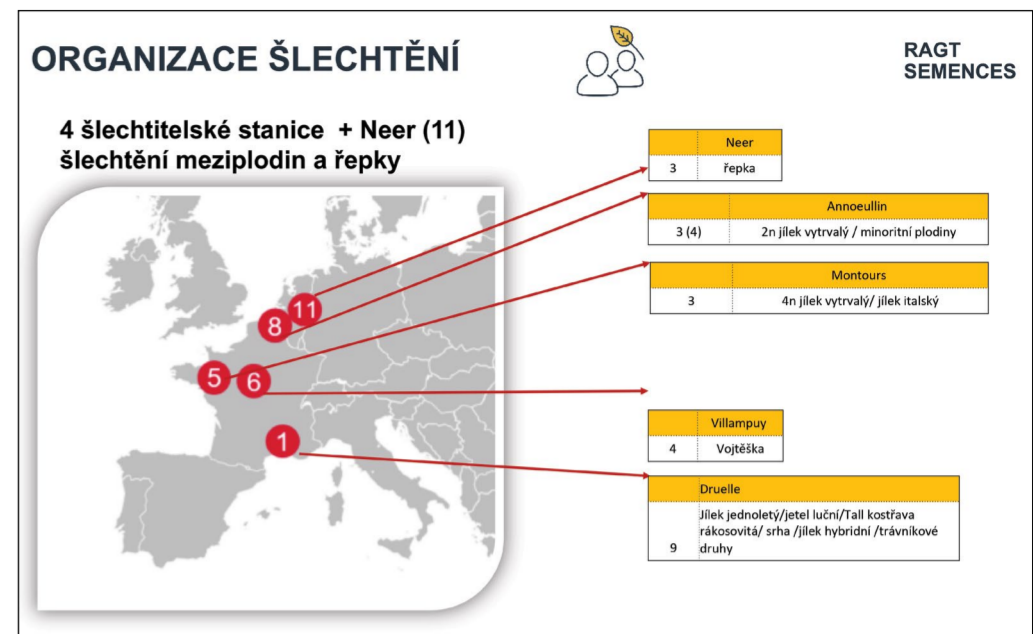 ORGANIZACE ŠLECHTĚNÍ
RAGT
SEMENCES
4 šlechtitelské stanice + Neer (11)
šlechtění meziplodin a řepky
11
8
5
6
1
Neer
3 řepka
Annoeullin
3 (4) 2n jílek vytrvalý / minoritní plodiny
Montours
3 4n jílek vytrvalý/ jílek italský
Villampuy
4 Vojtěška
Druelle
Jílek jednoletý/jetel luční/Tall kostřava
rákosovitá/ srha /jílek hybridní /trávníkové
9 druhy